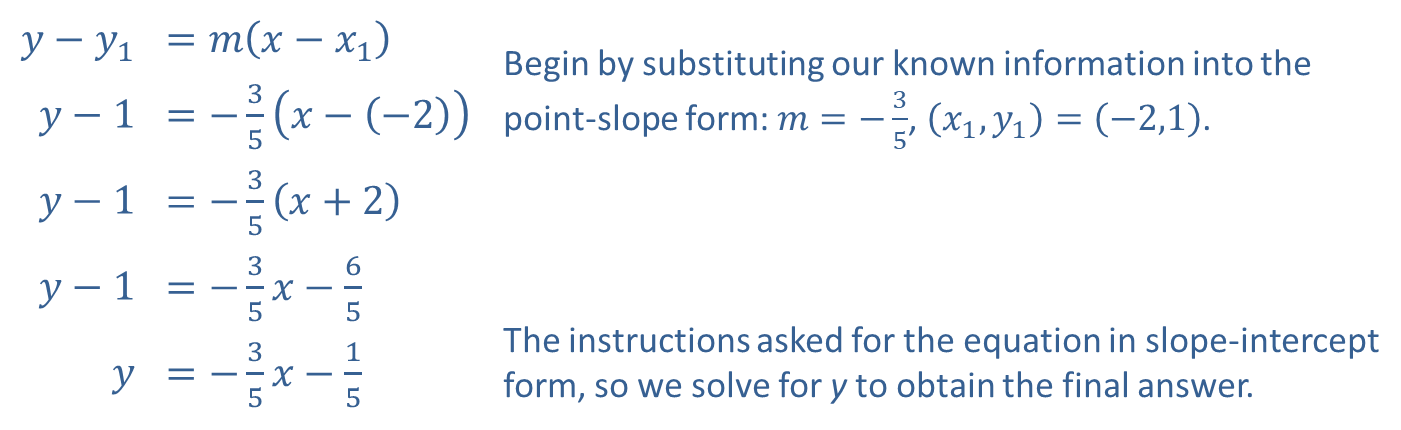 y − y₁ = m(x − x₁)
Begin by substituting our known information into the
y − 1 = −3/5(x − (−2))
point-slope form: m = −3/5, (x₁, y₁) = (−2,1).
y − 1 = −3/5(x + 2)
y − 1 = −3/5x − 6/5
The instructions asked for the equation in slope-intercept
y = −3/5x − 1/5
form, so we solve for y to obtain the final answer.